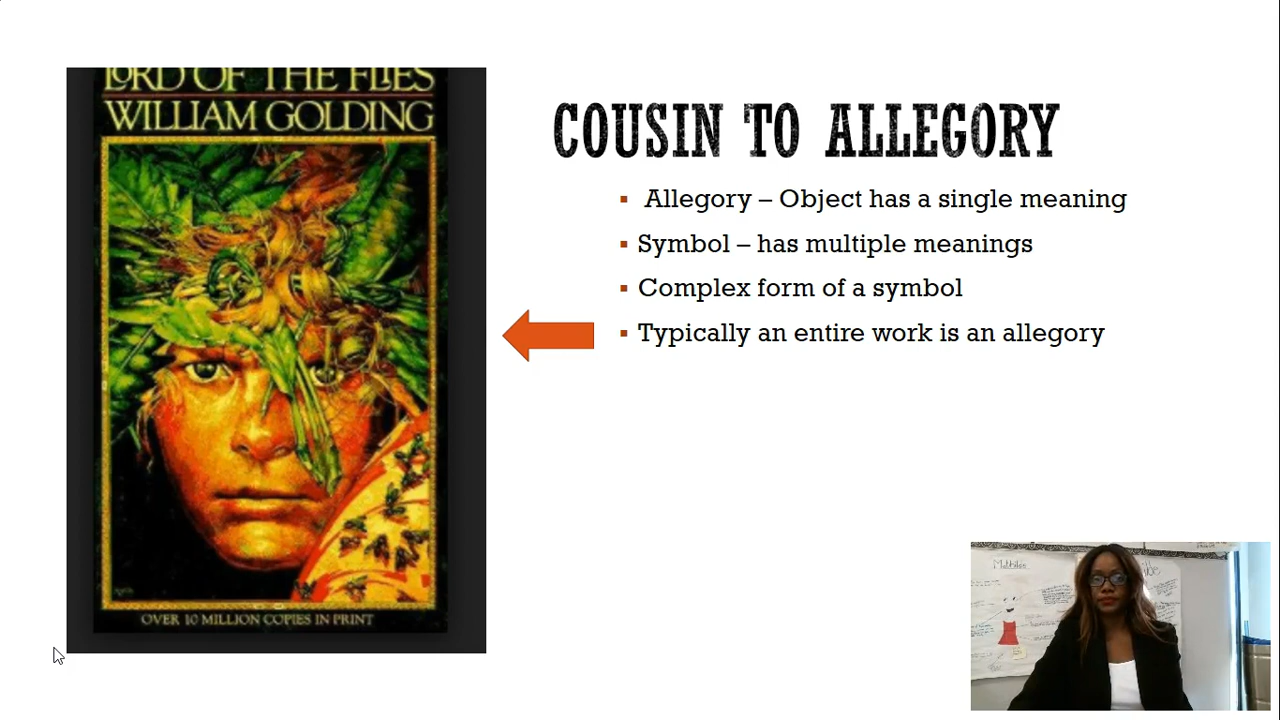 LORD OF THE FLIES
WILLIAM GOLDING
OVER 10 MILLION COPIES IN PRINT
COUSIN TO ALLEGORY
Allegory – Object has a single meaning
Symbol – has multiple meanings
Complex form of a symbol
Typically an entire work is an allegory
Mathilde